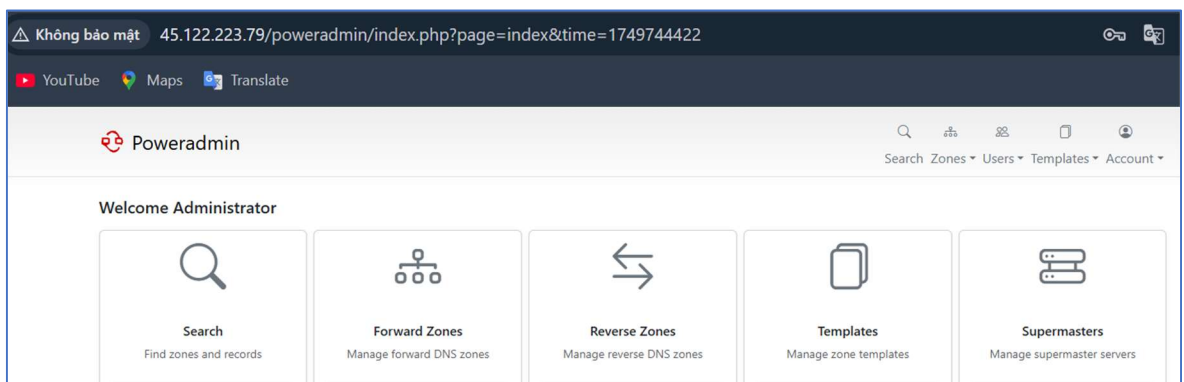 Không bảo mật 45.122.223.79/poweradmin/index.php?page=index&time=1749744422
YouTube Maps Translate
Poweradmin
Search Zones Users Templates Account
Welcome Administrator
Search Forward Zones Reverse Zones Templates Supermasters
Find zones and records Manage forward DNS zones Manage reverse DNS zones Manage zone templates Manage supermaster servers